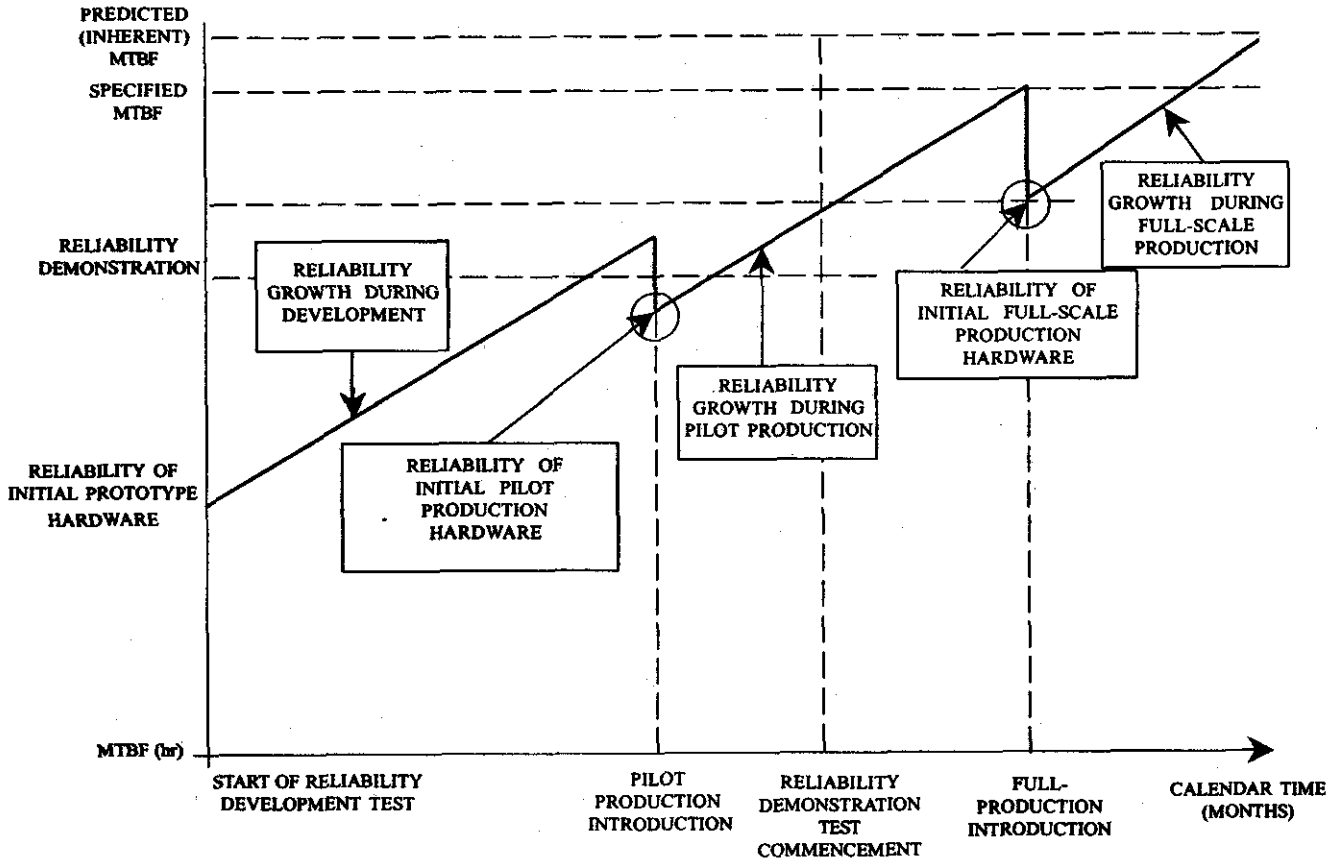 PREDICTED
(INHERENT)
MTBF
SPECIFIED
MTBF
RELIABILITY
DEMONSTRATION
RELIABILITY OF
INITIAL PROTOTYPE
HARDWARE
MTBF (hr)
RELIABILITY
GROWTH DURING
DEVELOPMENT
RELIABILITY OF
INITIAL PILOT
PRODUCTION
HARDWARE
RELIABILITY
GROWTH DURING
PILOT PRODUCTION
RELIABILITY OF
INITIAL FULL-SCALE
PRODUCTION
HARDWARE
RELIABILITY
GROWTH DURING
FULL-SCALE
PRODUCTION
START OF RELIABILITY
DEVELOPMENT TEST
PILOT
PRODUCTION
INTRODUCTION
RELIABILITY
DEMONSTRATION
TEST
COMMENCEMENT
FULL-
PRODUCTION
INTRODUCTION
CALENDAR TIME
(MONTHS)